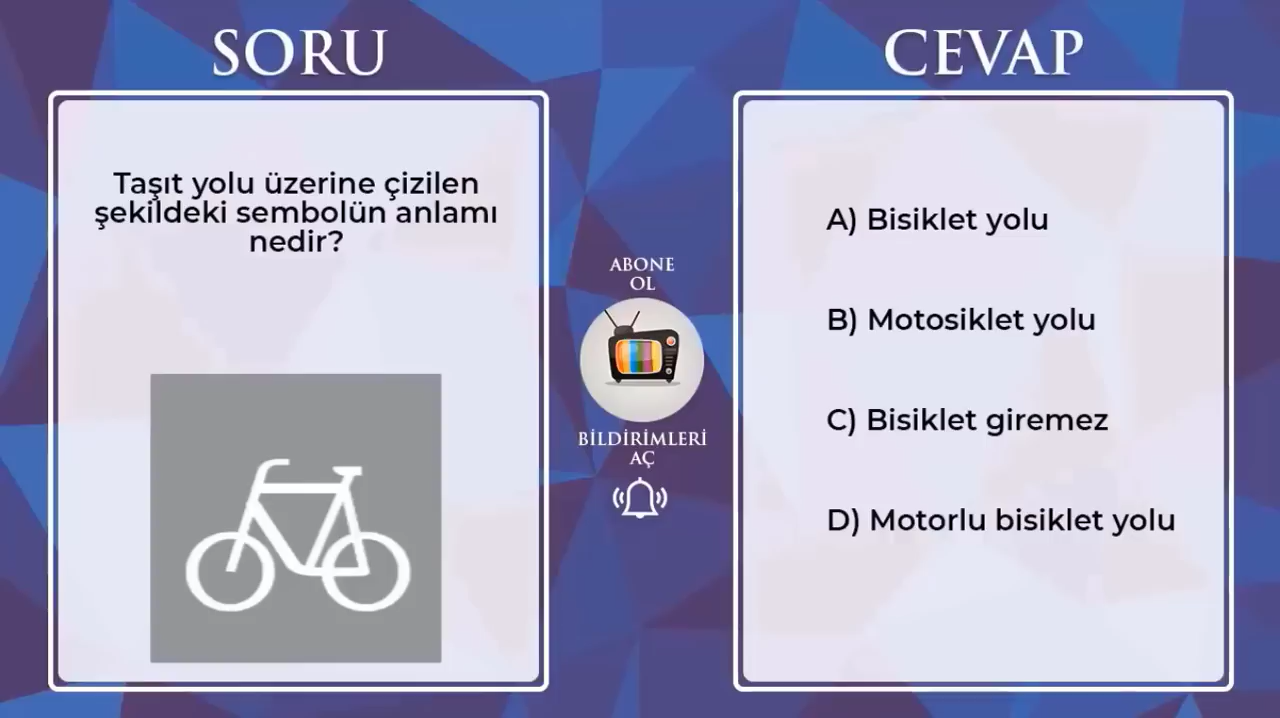 SORU
Taşıt yolu üzerine çizilen
şekildeki sembolün anlamı
nedir?
ABONE
OL
BİLDİRİMLERİ
AÇ
CEVAP
A) Bisiklet yolu
B) Motosiklet yolu
C) Bisiklet giremez
D) Motorlu bisiklet yolu